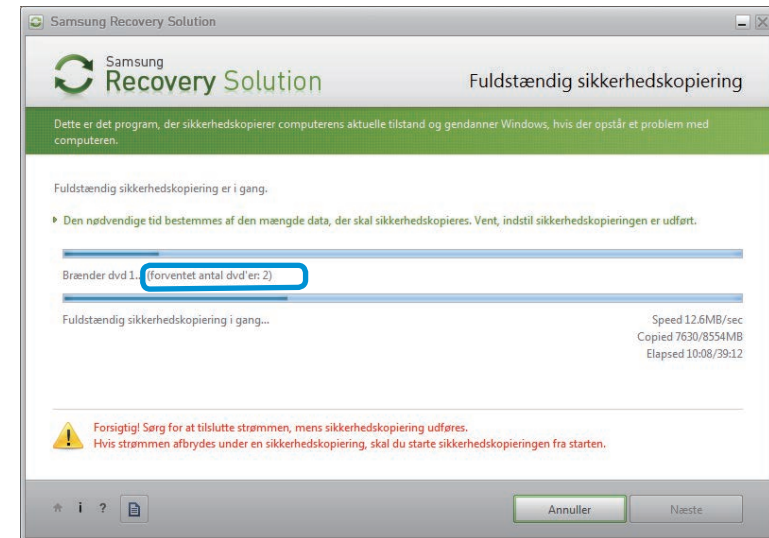 Samsung Recovery Solution
Samsung
Recovery Solution
Fuldstændig sikkerhedskopiering
Dette er det program, der sikkerhedskopierer computerens aktuelle tilstand og gendanner Windows, hvis der opstår et problem med
computeren.
Fuldstændig sikkerhedskopiering er i gang.
Den nødvendige tid bestemmes af den mængde data, der skal sikkerhedskopieres. Vent, indstil sikkerhedskopieringen er udført.
Brænder dvd 1... (forventet antal dvd'er: 2)
Fuldstændig sikkerhedskopiering i gang...
Speed 12.6MB/sec
Copied 7630/8554MB
Elapsed 10:08/39:12
Forsigtig! Sørg for at tilslutte strømmen, mens sikkerhedskopiering udføres.
Hvis strømmen afbrydes under en sikkerhedskopiering, skal du starte sikkerhedskopieringen fra starten.
i ?
Annuller
Næste